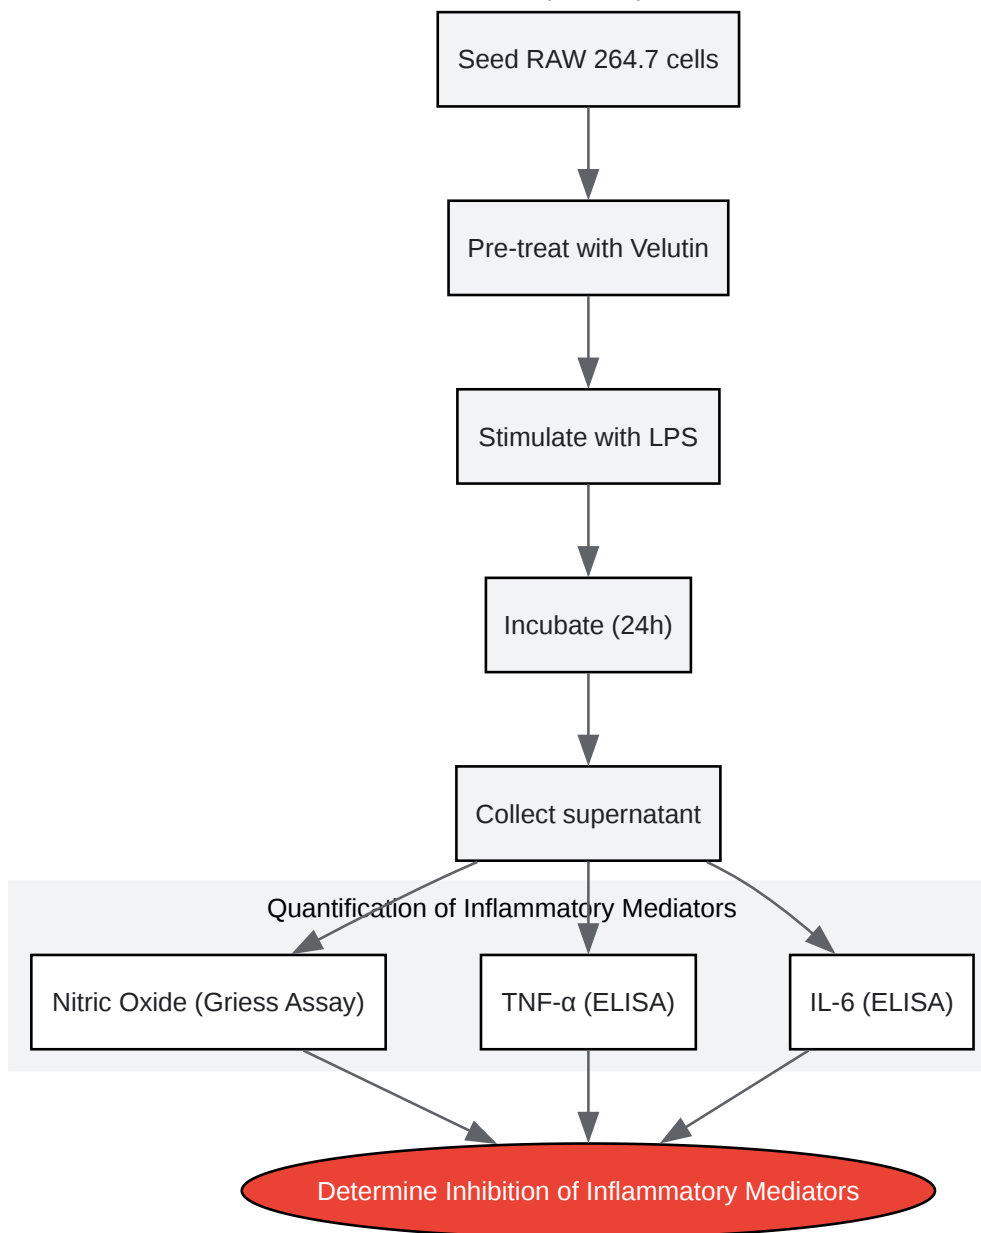 Seed RAW 264.7 cells
Pre-treat with Velutin
Stimulate with LPS
Incubate (24h)
Collect supernatant
Quantification of Inflammatory Mediators
Nitric Oxide (Griess Assay)
TNF-α (ELISA)
IL-6 (ELISA)
Determine Inhibition of Inflammatory Mediators